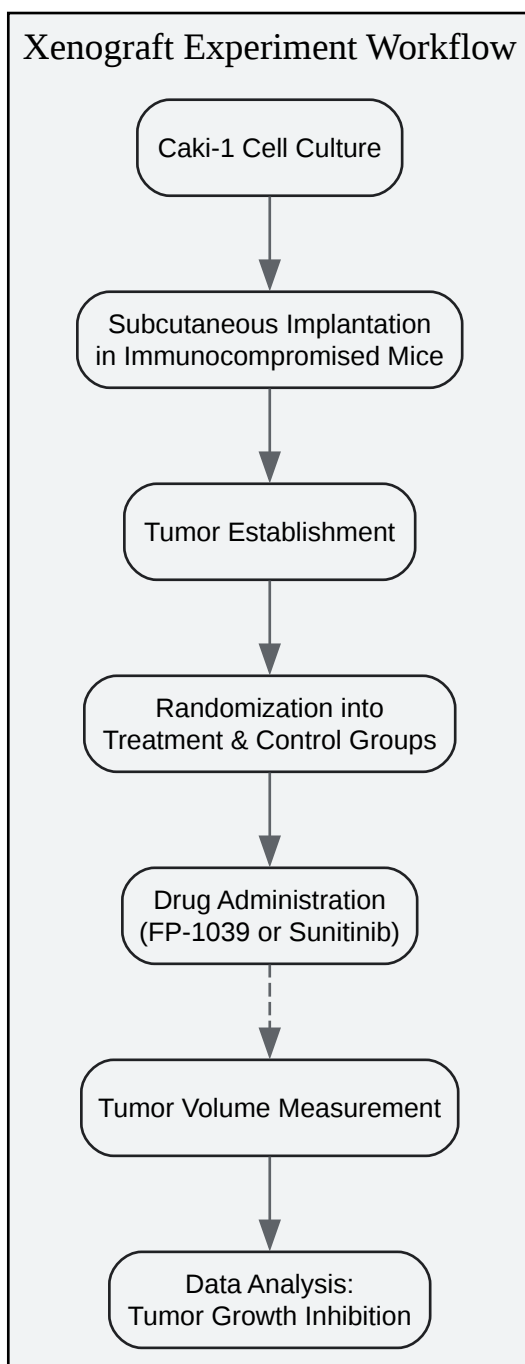 Xenograft Experiment Workflow
Caki-1 Cell Culture
Subcutaneous Implantation
in Immunocompromised Mice
Tumor Establishment
Randomization into
Treatment & Control Groups
Drug Administration
(FP-1039 or Sunitinib)
Tumor Volume Measurement
Data Analysis:
Tumor Growth Inhibition